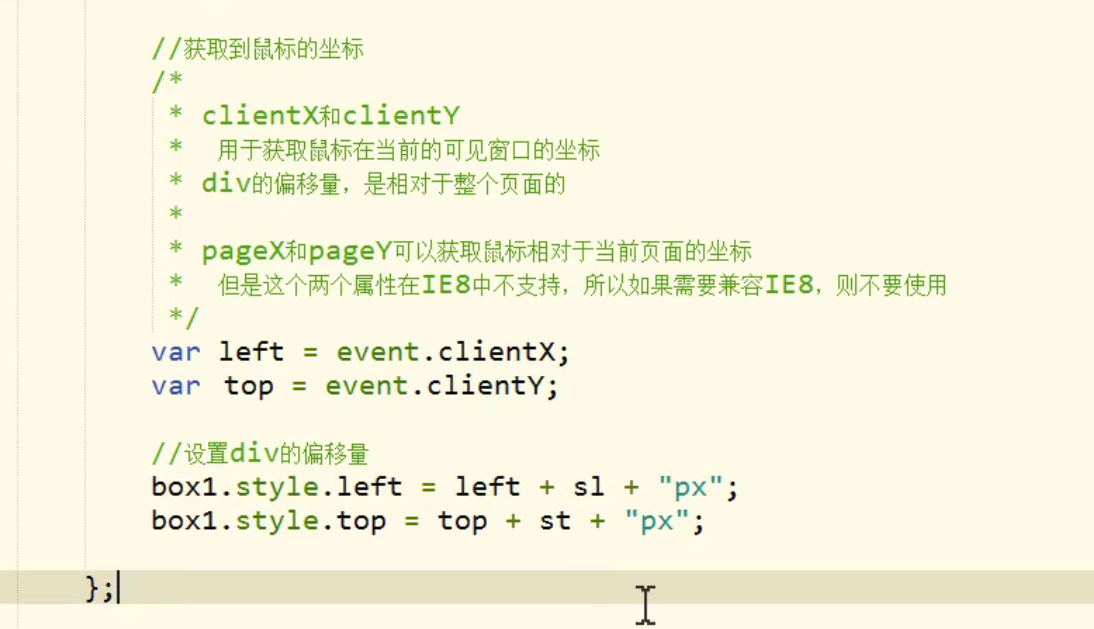 //获取到鼠标的坐标
/*
* clientX和clientY
* 用于获取鼠标在当前的可见窗口的坐标
* div的偏移量，是相对于整个页面的
*
* pageX和pageY可以获取鼠标相对于当前页面的坐标
* 但是这个两个属性在IE8中不支持，所以如果需要兼容IE8，则不要使用
*/
var left = event.clientX;
var top = event.clientY;
//设置div的偏移量
box1.style.left = left + sl + "px";
box1.style.top = top + st + "px";
};